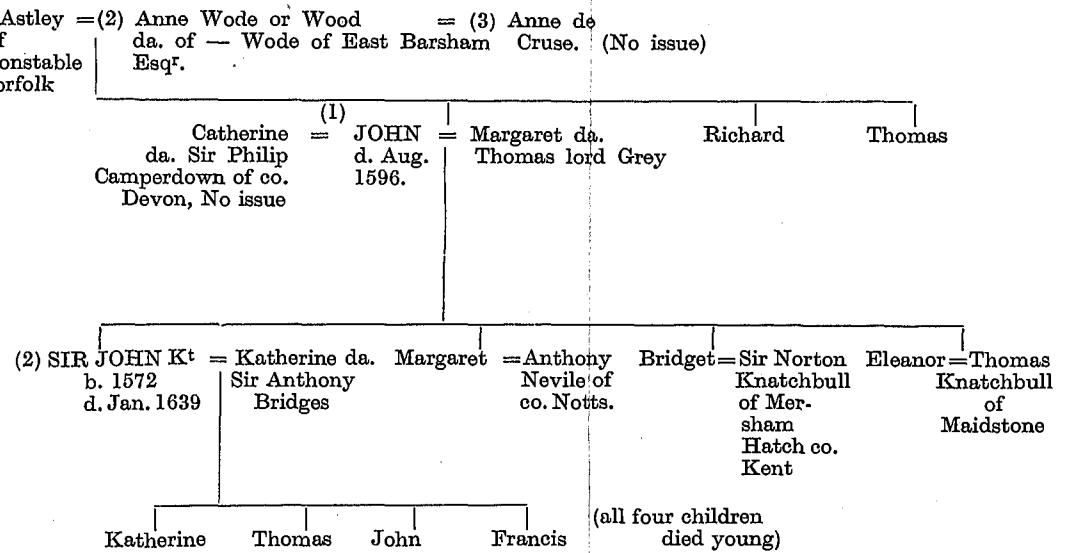 Astley =(2) Anne Wode or Wood = (3) Anne de
f da. of — Wode of East Barsham Cruse. (No issue)
onstable Esqr.
orfolk
(1)
Catherine = JOHN = Margaret da. Richard Thomas
da. Sir Philip d. Aug. Thomas lord Grey
Camperdown of co. 1596.
Devon, No issue
(2) SIR JOHN Kt = Katherine da. Margaret =Anthony Bridget=Sir Norton Eleanor=Thomas
b. 1572 Sir Anthony Nevile of Knatchbull Knatchbull
d. Jan. 1639 Bridges co. Notts. of Mer- of
sham Maidstone
Hatch co.
Kent
(all four children
Katherine Thomas John Francis died young)